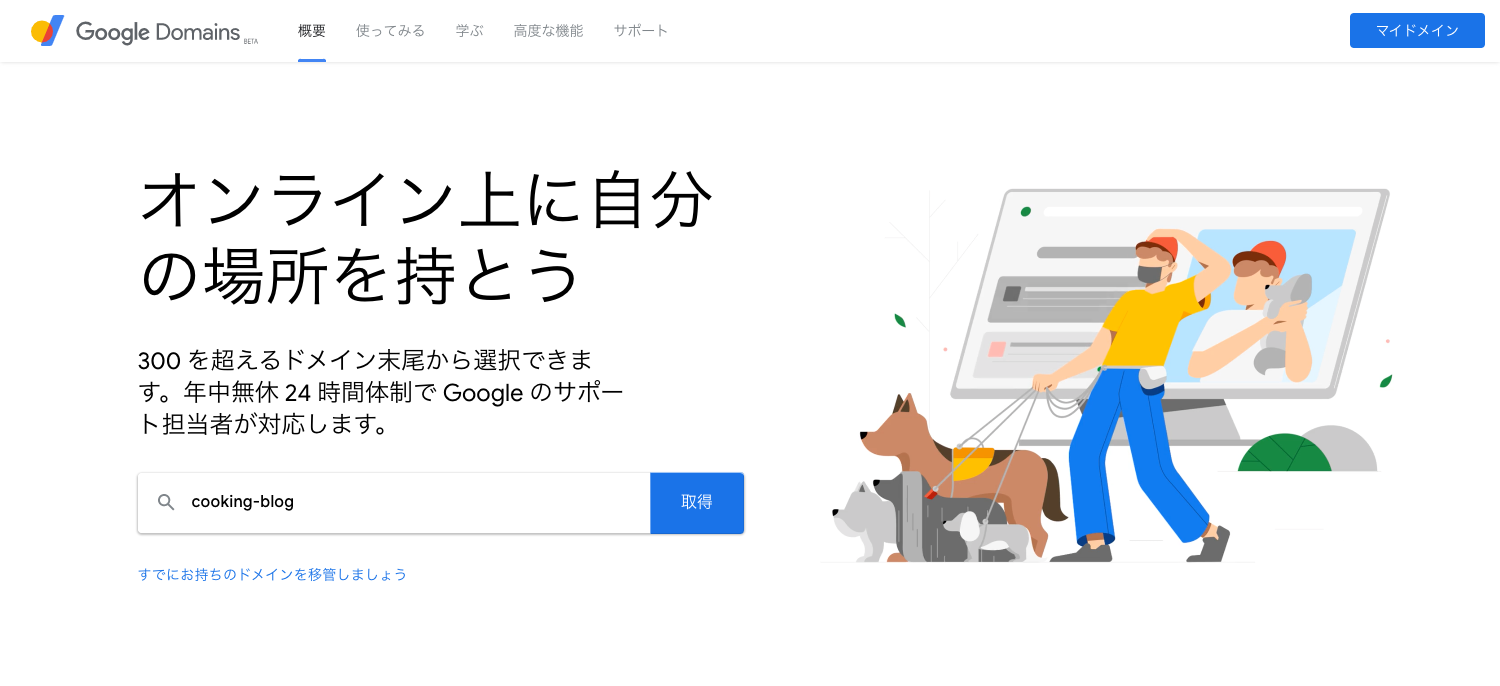 Google Domains BETA 概要 使ってみる 学ぶ 高度な機能 サポート マイドメイン
オンライン上に自分
の場所を持とう
300 を超えるドメイン末尾から選択できま
す。年中無休 24 時間体制で Google のサポー
ト担当者が対応します。
cooking-blog 取得
すでにお持ちのドメインを移管しましょう